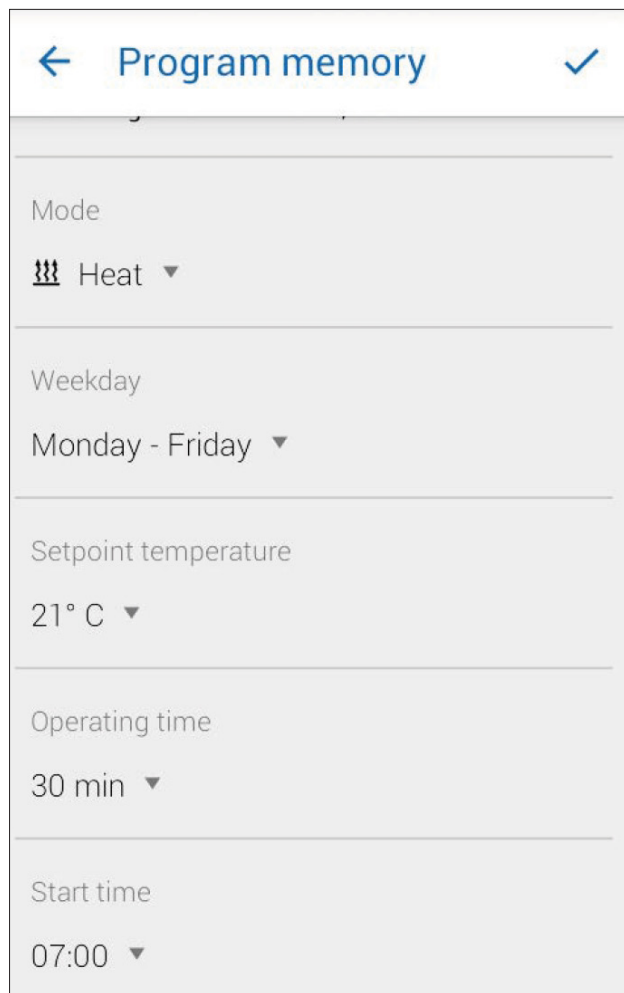 Program memory
Mode
Heat
Weekday
Monday - Friday
Setpoint temperature
21° C
Operating time
30 min
Start time
07:00